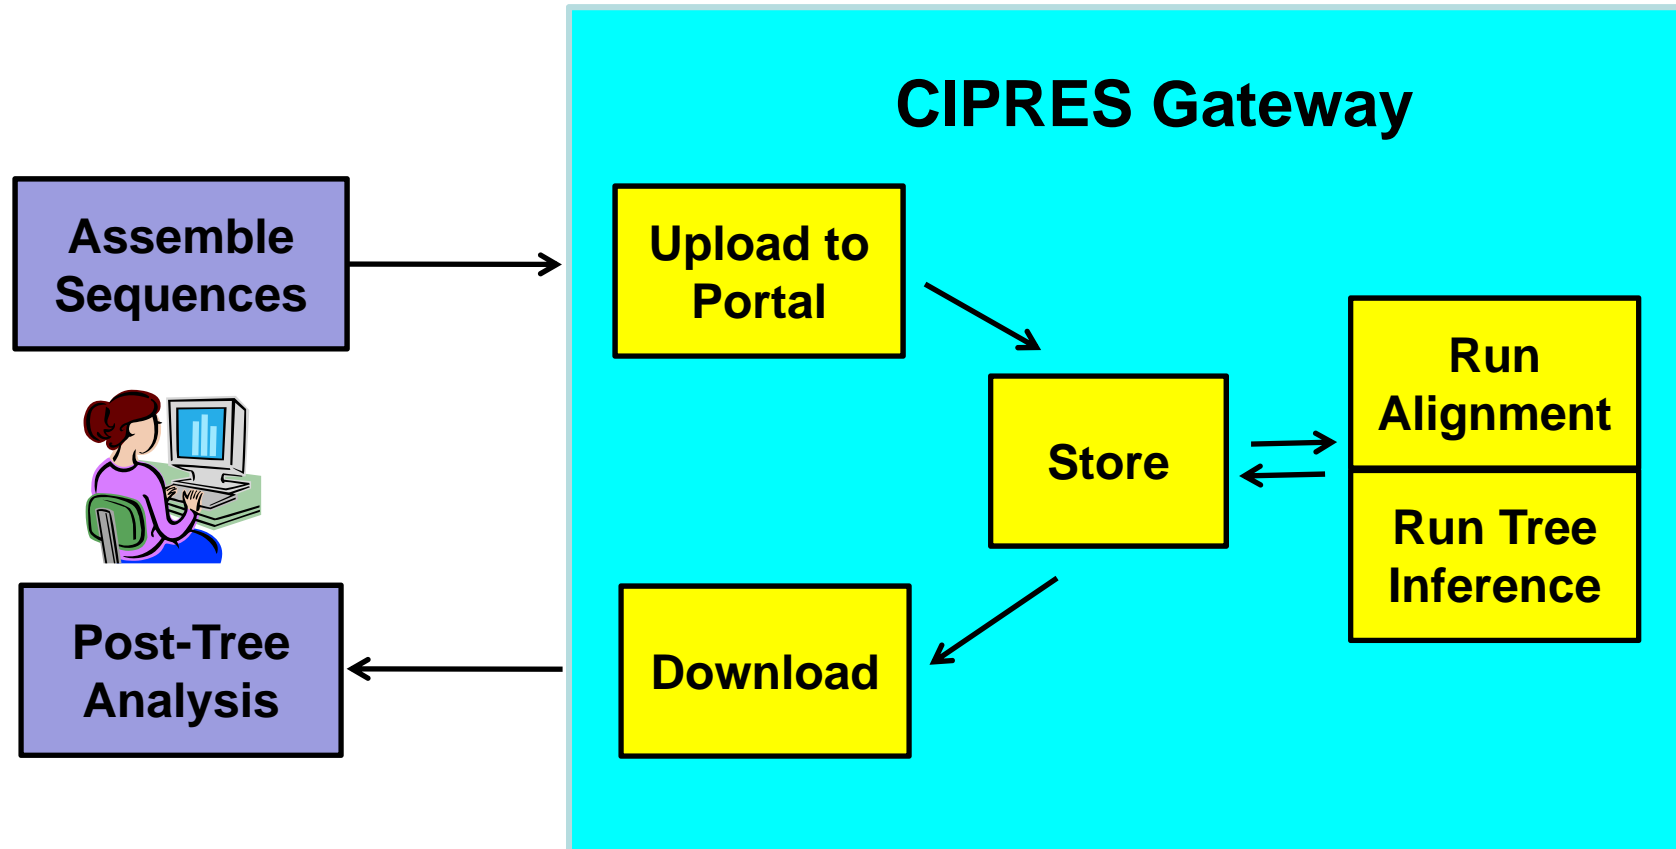 CIPRES Gateway
Assemble
Sequences
Upload to
Portal
Store
Run
Alignment
Run Tree
Inference
Download
Post-Tree
Analysis